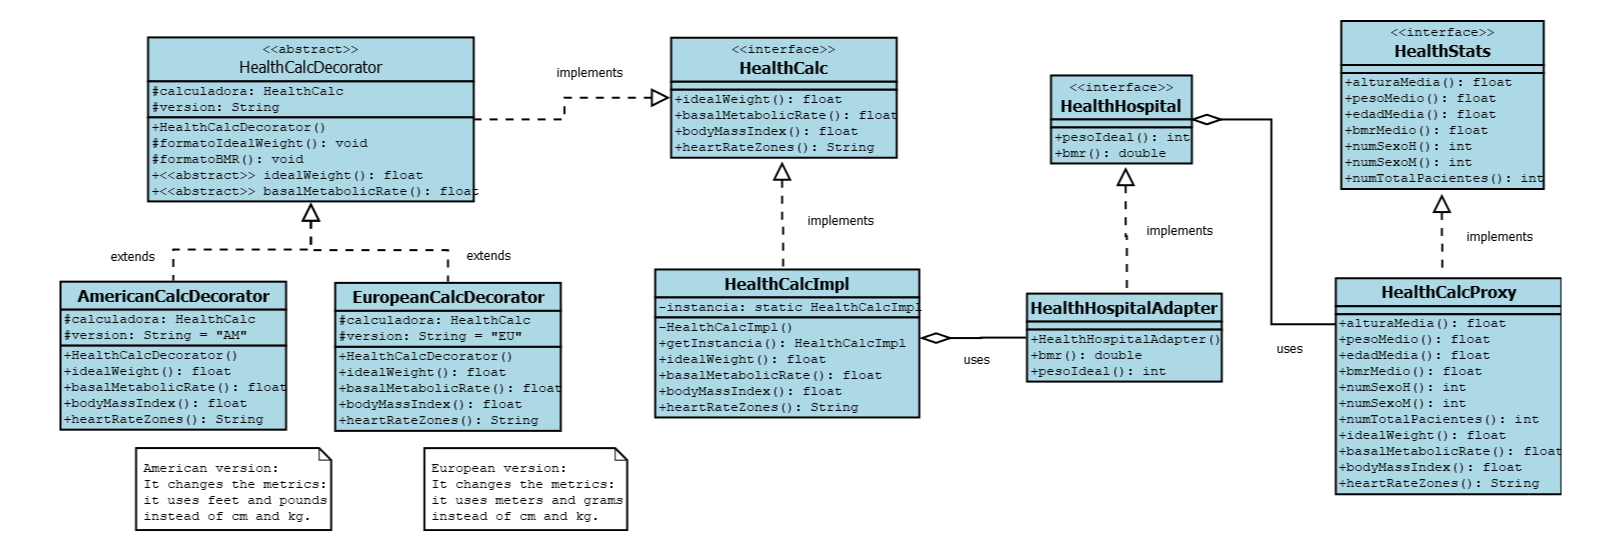 <<abstract>>
HealthCalcDecorator
#calculadora: HealthCalc
#version: String
+HealthCalcDecorator()
#formatoIdealWeight(): void
#formatoBMR(): void
+<<abstract>> idealWeight(): float
+<<abstract>> basalMetabolicRate(): float
implements
<<interface>>
HealthCalc
+idealWeight(): float
+basalMetabolicRate(): float
+bodyMassIndex(): float
+heartRateZones(): String
<<interface>>
HealthHospital
+pesoIdeal(): int
+bmr(): double
<<interface>>
HealthStats
+alturaMedia(): float
+pesoMedio(): float
+edadMedia(): float
+bmrMedio(): float
+numSexoH(): int
+numSexoM(): int
+numTotalPacientes(): int
extends
extends
implements
implements
implements
AmericanCalcDecorator
#calculadora: HealthCalc
#version: String = "AM"
+HealthCalcDecorator()
+idealWeight(): float
+basalMetabolicRate(): float
+bodyMassIndex(): float
+heartRateZones(): String
EuropeanCalcDecorator
#calculadora: HealthCalc
#version: String = "EU"
+HealthCalcDecorator()
+idealWeight(): float
+basalMetabolicRate(): float
+bodyMassIndex(): float
+heartRateZones(): String
HealthCalcImpl
-instancia: static HealthCalcImpl
-HealthCalcImpl()
+getInstancia(): HealthCalcImpl
+idealWeight(): float
+basalMetabolicRate(): float
+bodyMassIndex(): float
+heartRateZones(): String
uses
HealthHospitalAdapter
+HealthHospitalAdapter()
+bmr(): double
+pesoIdeal(): int
uses
HealthCalcProxy
+alturaMedia(): float
+pesoMedio(): float
+edadMedia(): float
+bmrMedio(): float
+numSexoH(): int
+numSexoM(): int
+numTotalPacientes(): int
+idealWeight(): float
+basalMetabolicRate(): float
+bodyMassIndex(): float
+heartRateZones(): String
American version:
It changes the metrics:
it uses feet and pounds
instead of cm and kg.
European version:
It changes the metrics:
it uses meters and grams
instead of cm and kg.